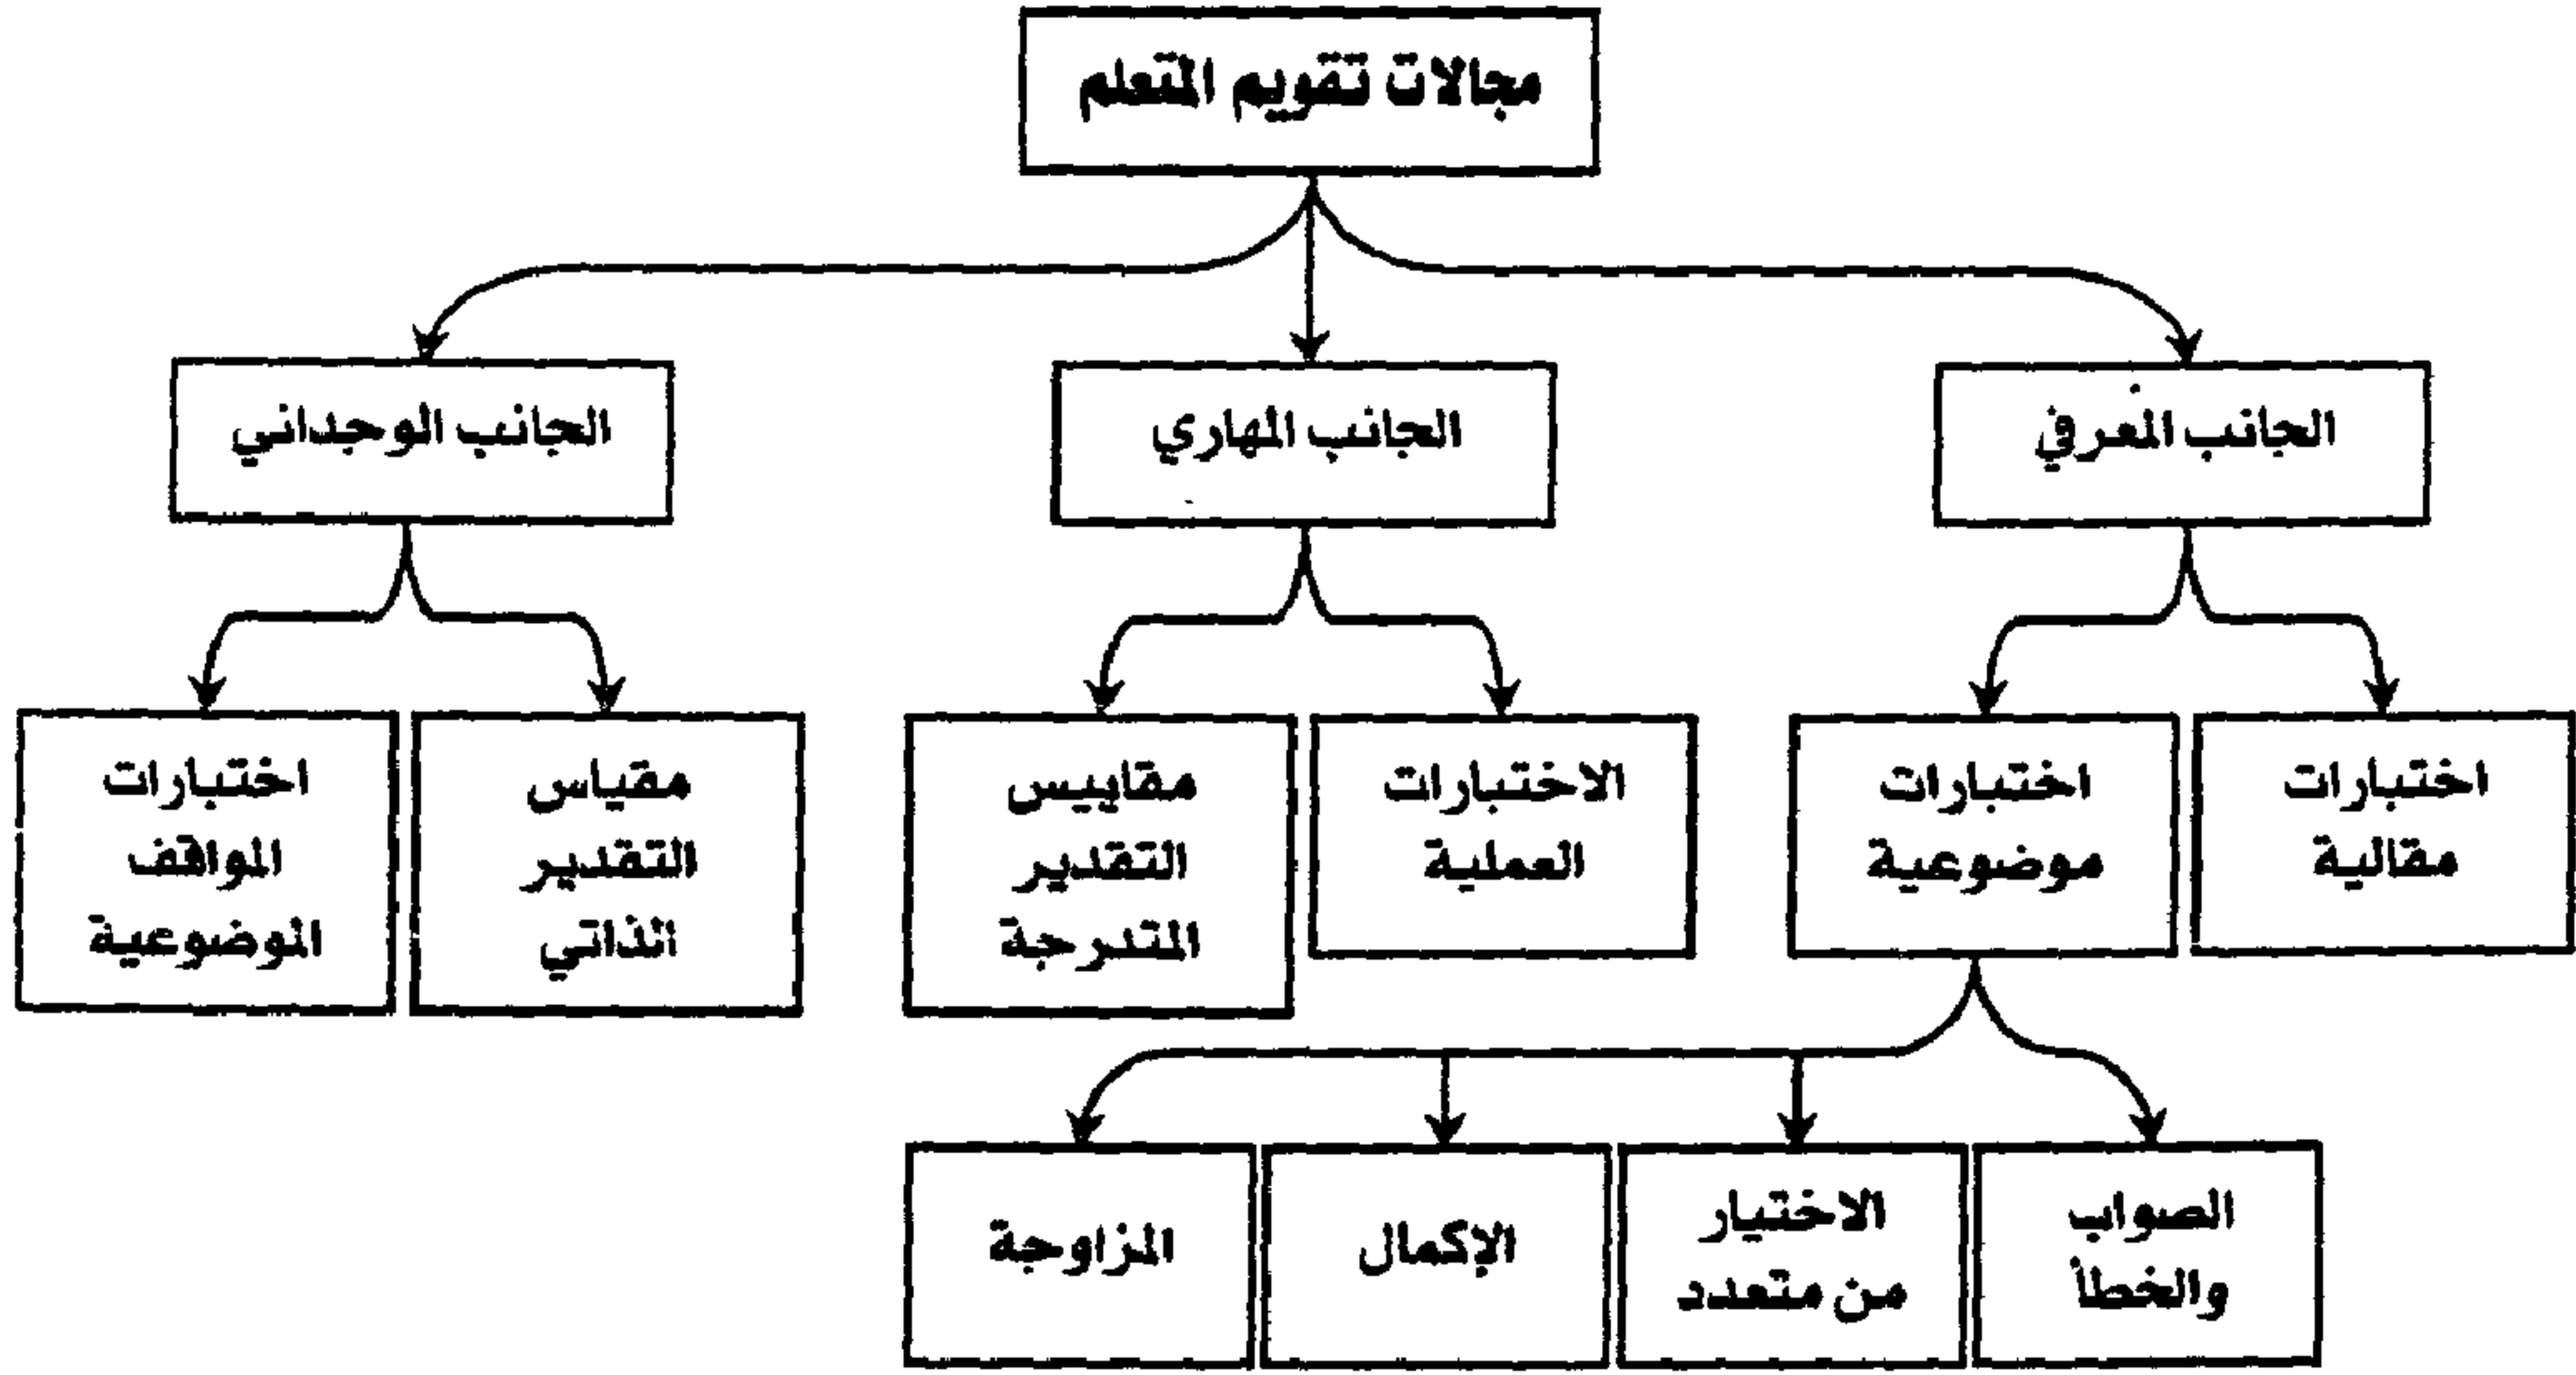 مجالات تقويم المتعلم
الجانب المعرفي
الجانب المهاري
الجانب الوجداني
اختبارات
مقالية
اختبارات
موضوعية
الاختبارات
العملية
مقاييس
التقدير
المتدرجة
مقياس
التقدير
الذاتي
اختبارات
المواقف
الموضوعية
الصواب
والخطأ
الاختيار
من متعدد
الإكمال
المزاوجة